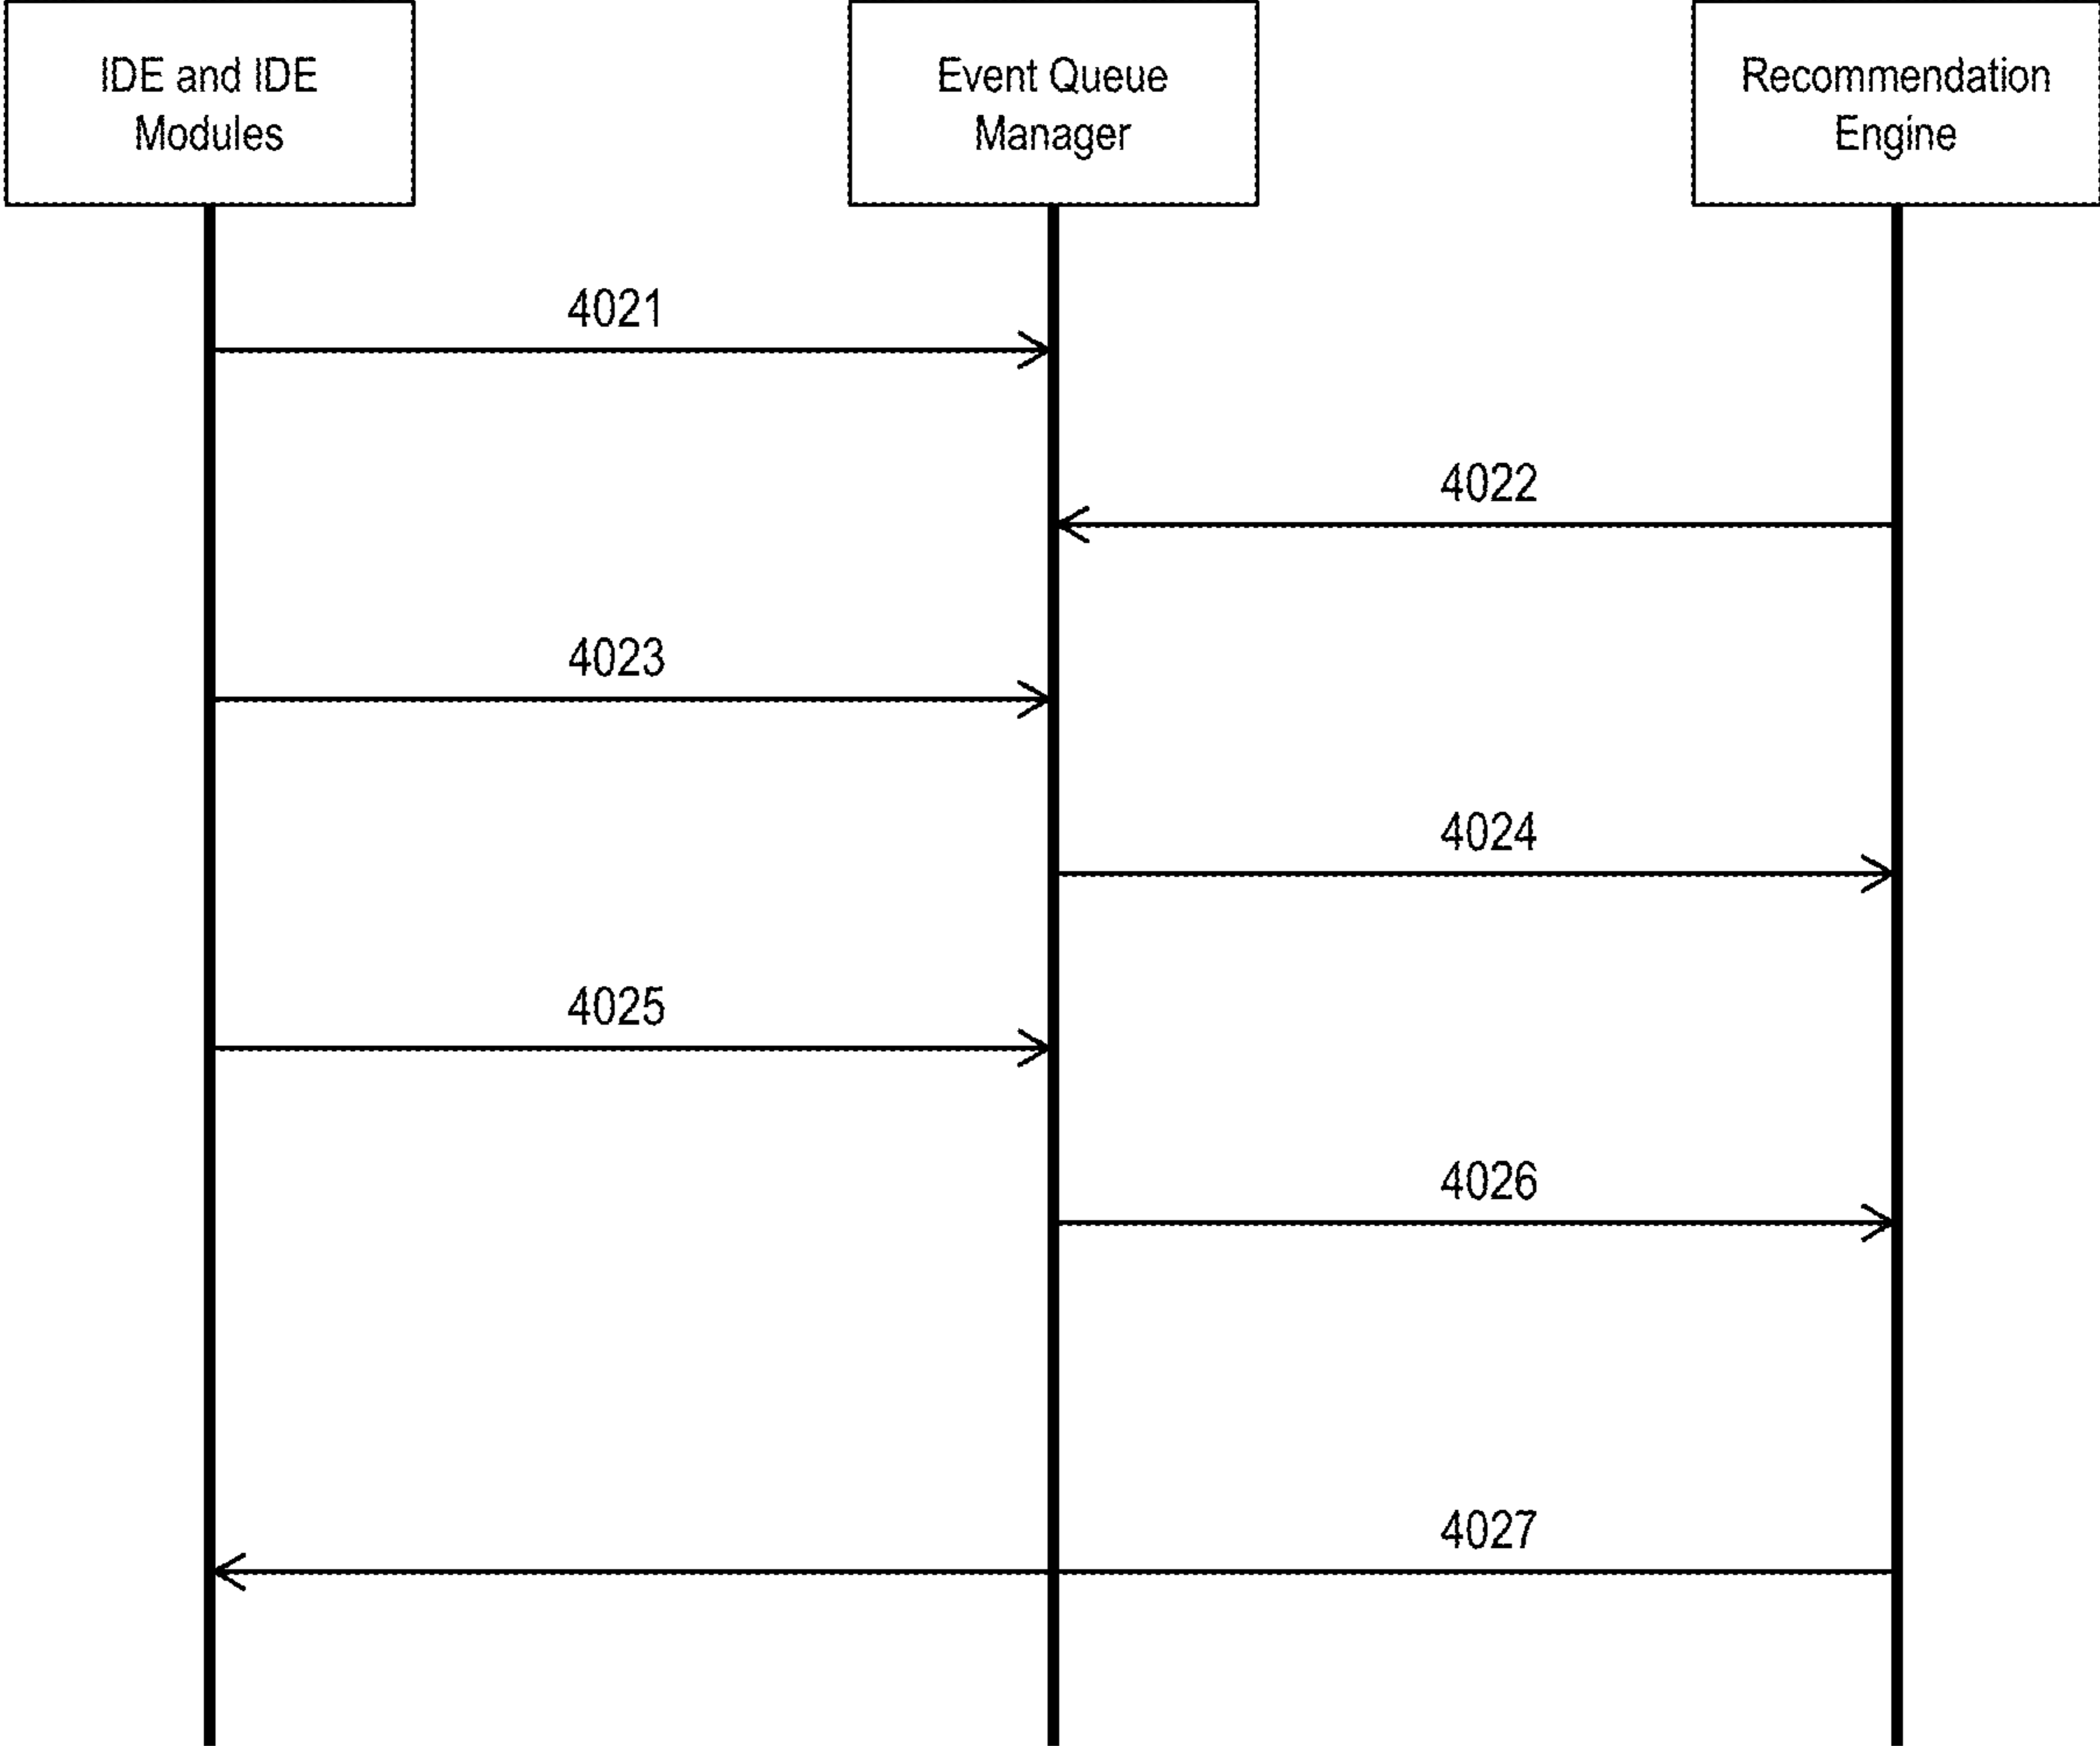 IDE and IDE
Modules
Event Queue
Manager
Recommendation
Engine
4021
4022
4023
4024
4025
4026
4027